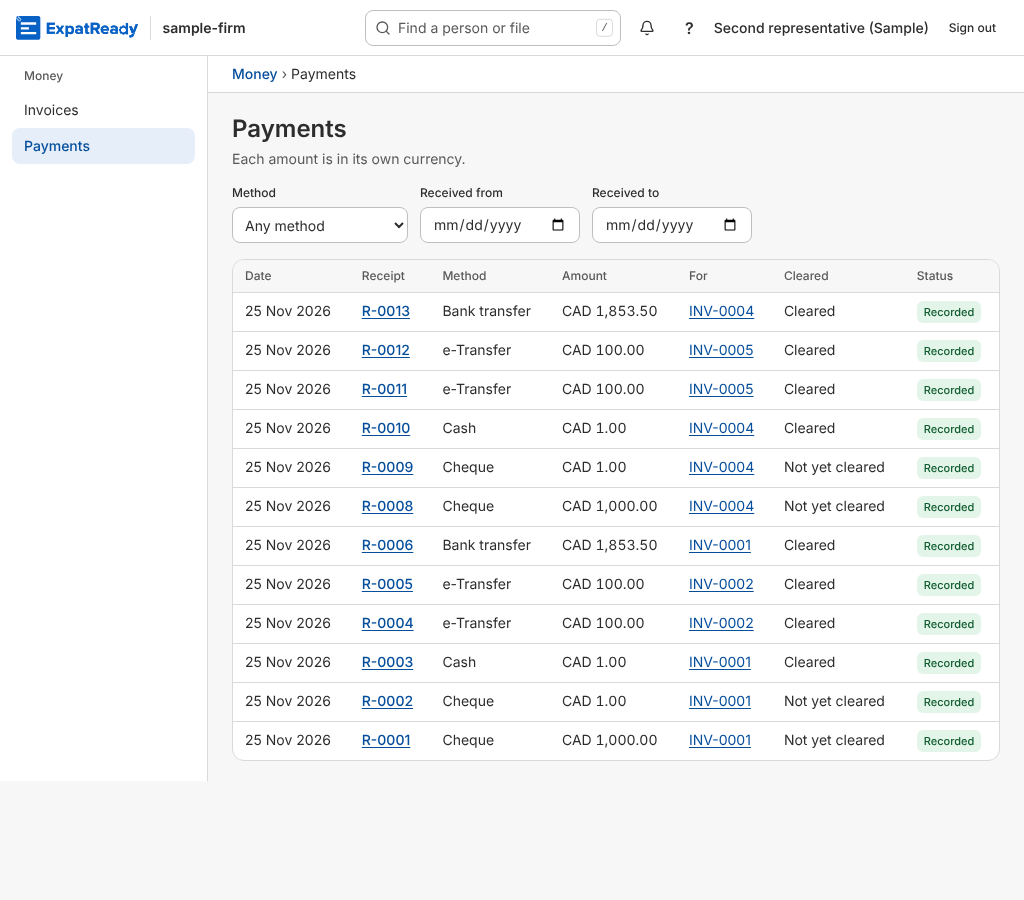 ExpatReady
sample-firm
Find a person or file
/
?
Second representative (Sample)
Sign out
Money
Invoices
Payments
Money › Payments
Payments
Each amount is in its own currency.
Method
Received from
Received to
Any method
mm/dd/yyyy
mm/dd/yyyy
Date Receipt Method Amount For Cleared Status
25 Nov 2026 R-0013 Bank transfer CAD 1,853.50 INV-0004 Cleared Recorded
25 Nov 2026 R-0012 e-Transfer CAD 100.00 INV-0005 Cleared Recorded
25 Nov 2026 R-0011 e-Transfer CAD 100.00 INV-0005 Cleared Recorded
25 Nov 2026 R-0010 Cash CAD 1.00 INV-0004 Cleared Recorded
25 Nov 2026 R-0009 Cheque CAD 1.00 INV-0004 Not yet cleared Recorded
25 Nov 2026 R-0008 Cheque CAD 1,000.00 INV-0004 Not yet cleared Recorded
25 Nov 2026 R-0006 Bank transfer CAD 1,853.50 INV-0001 Cleared Recorded
25 Nov 2026 R-0005 e-Transfer CAD 100.00 INV-0002 Cleared Recorded
25 Nov 2026 R-0004 e-Transfer CAD 100.00 INV-0002 Cleared Recorded
25 Nov 2026 R-0003 Cash CAD 1.00 INV-0001 Cleared Recorded
25 Nov 2026 R-0002 Cheque CAD 1.00 INV-0001 Not yet cleared Recorded
25 Nov 2026 R-0001 Cheque CAD 1,000.00 INV-0001 Not yet cleared Recorded